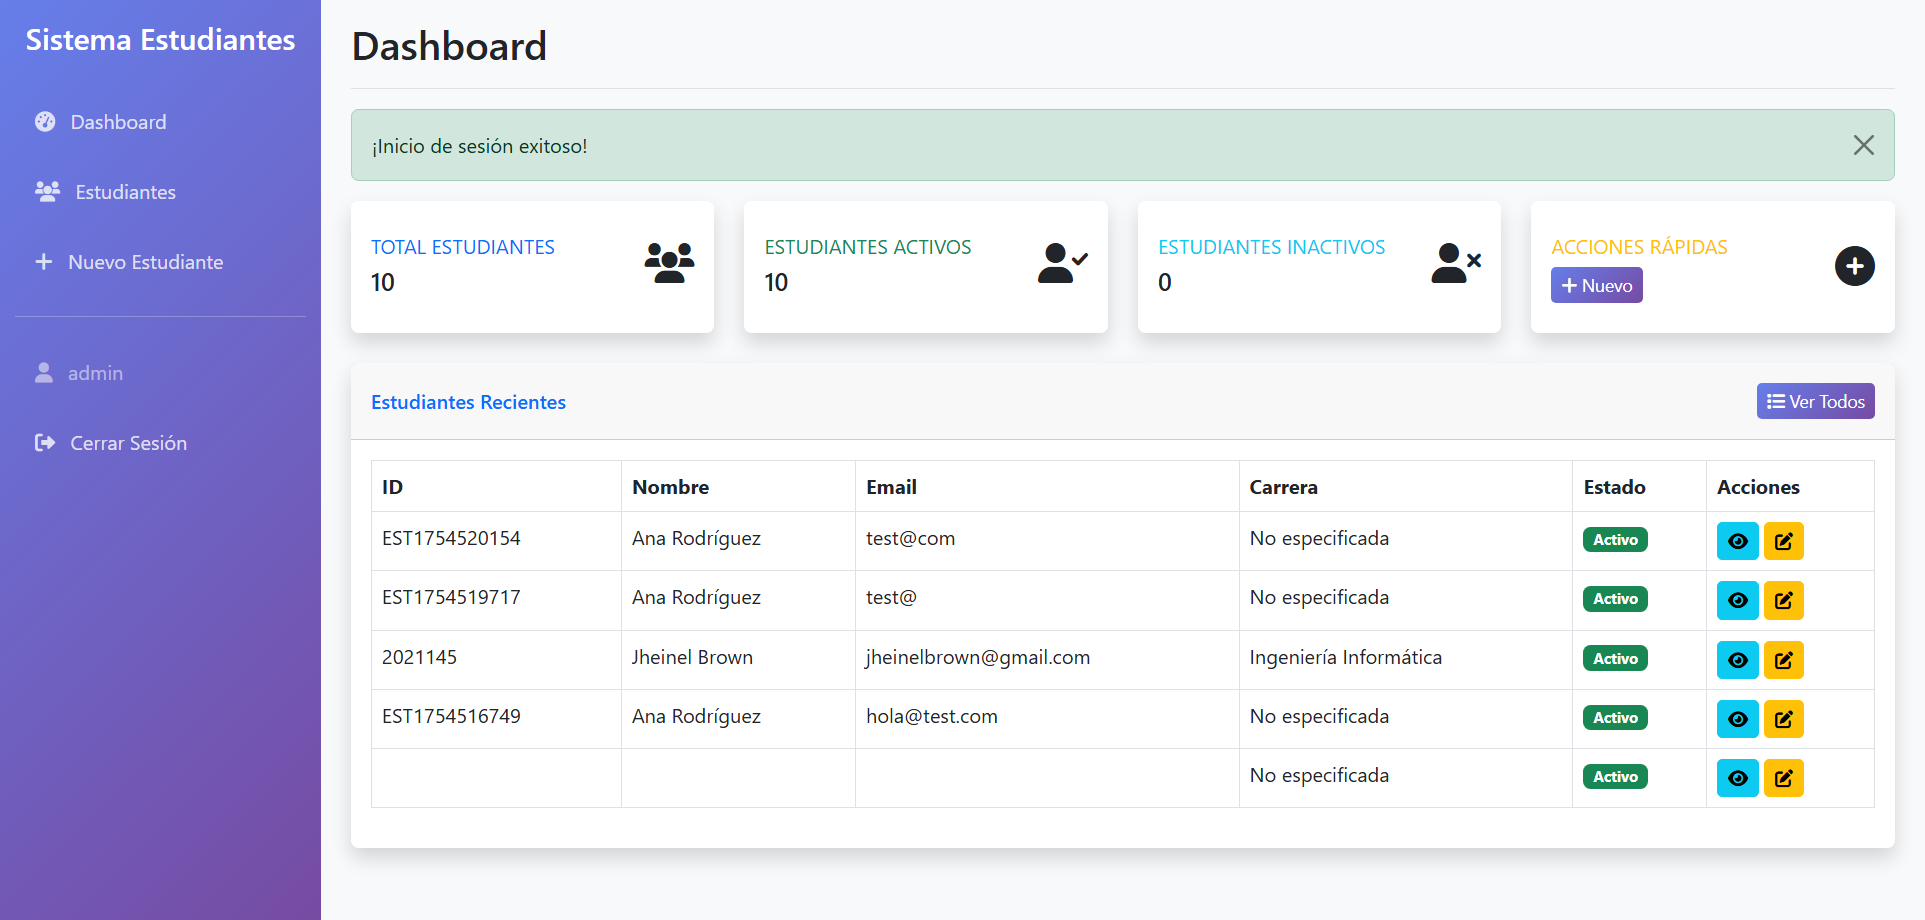 Sistema Estudiantes
Dashboard
Estudiantes
Nuevo Estudiante
admin
Cerrar Sesión
Dashboard
¡Inicio de sesión exitoso!
TOTAL ESTUDIANTES
10
ESTUDIANTES ACTIVOS
10
ESTUDIANTES INACTIVOS
0
ACCIONES RÁPIDAS
Nuevo
Estudiantes Recientes
Ver Todos
ID Nombre Email Carrera Estado Acciones
EST1754520154 Ana Rodríguez test@com No especificada Activo
EST1754519717 Ana Rodríguez test@ No especificada Activo
2021145 Jheinel Brown jheinelbrown@gmail.com Ingeniería Informática Activo
EST1754516749 Ana Rodríguez hola@test.com No especificada Activo
No especificada Activo